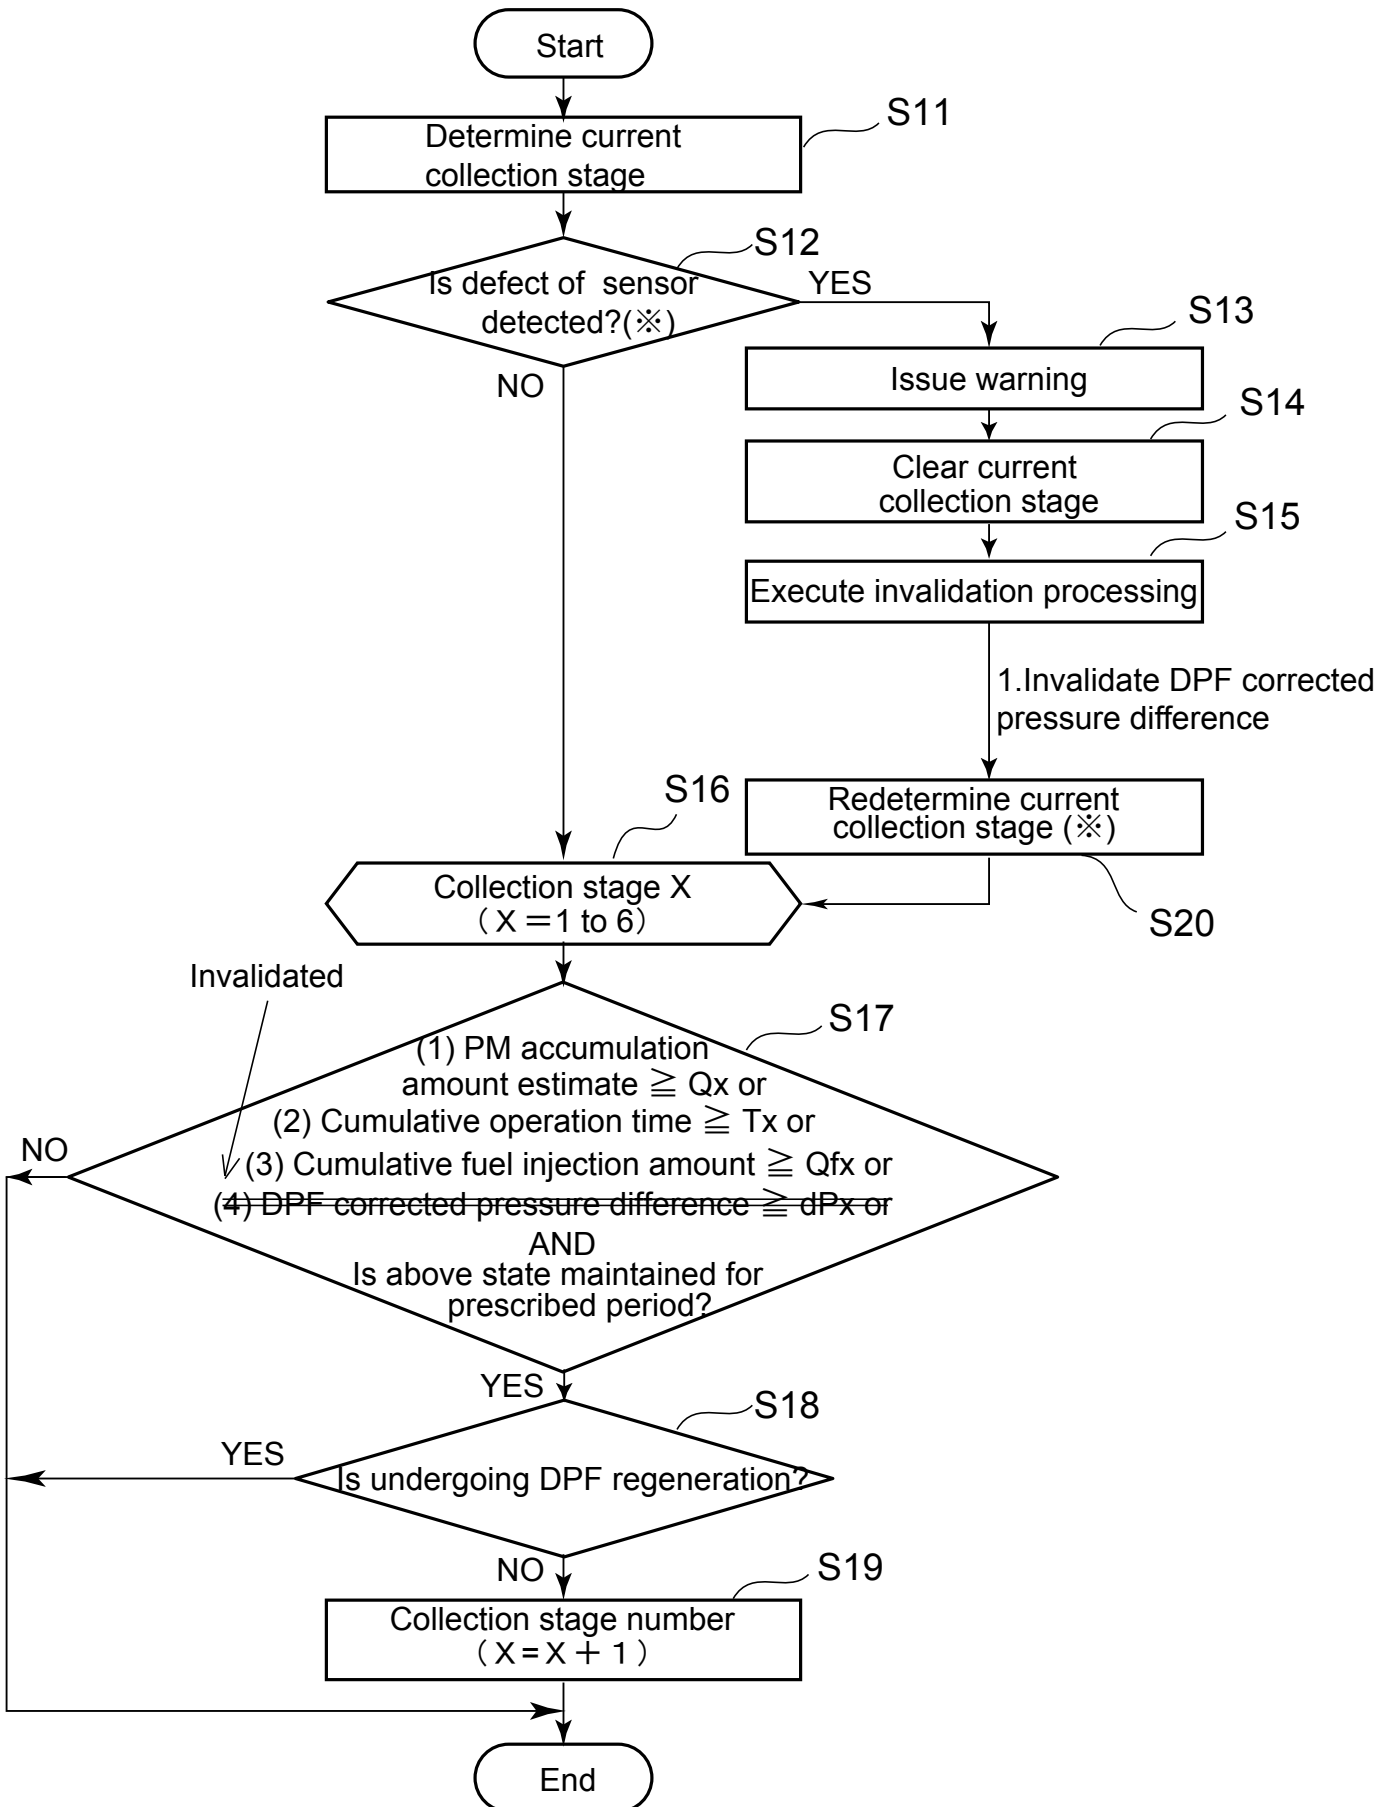 Start
S11
Determine current
collection stage
S12
Is defect of sensor
detected?(※)
YES
NO
S13
Issue warning
S14
Clear current
collection stage
S15
Execute invalidation processing
1.Invalidate DPF corrected
pressure difference
S16
Redetermine current
collection stage (※)
S20
Collection stage X
(X=1 to 6)
Invalidated
S17
(1) PM accumulation
amount estimate ≧ Qx or
(2) Cumulative operation time ≧ Tx or
(3) Cumulative fuel injection amount ≧ Qfx or
(4) DPF corrected pressure difference ≧ dPx or
AND
Is above state maintained for
prescribed period?
NO
YES
S18
YES
Is undergoing DPF regeneration?
NO
S19
Collection stage number
(X=X+1)
End